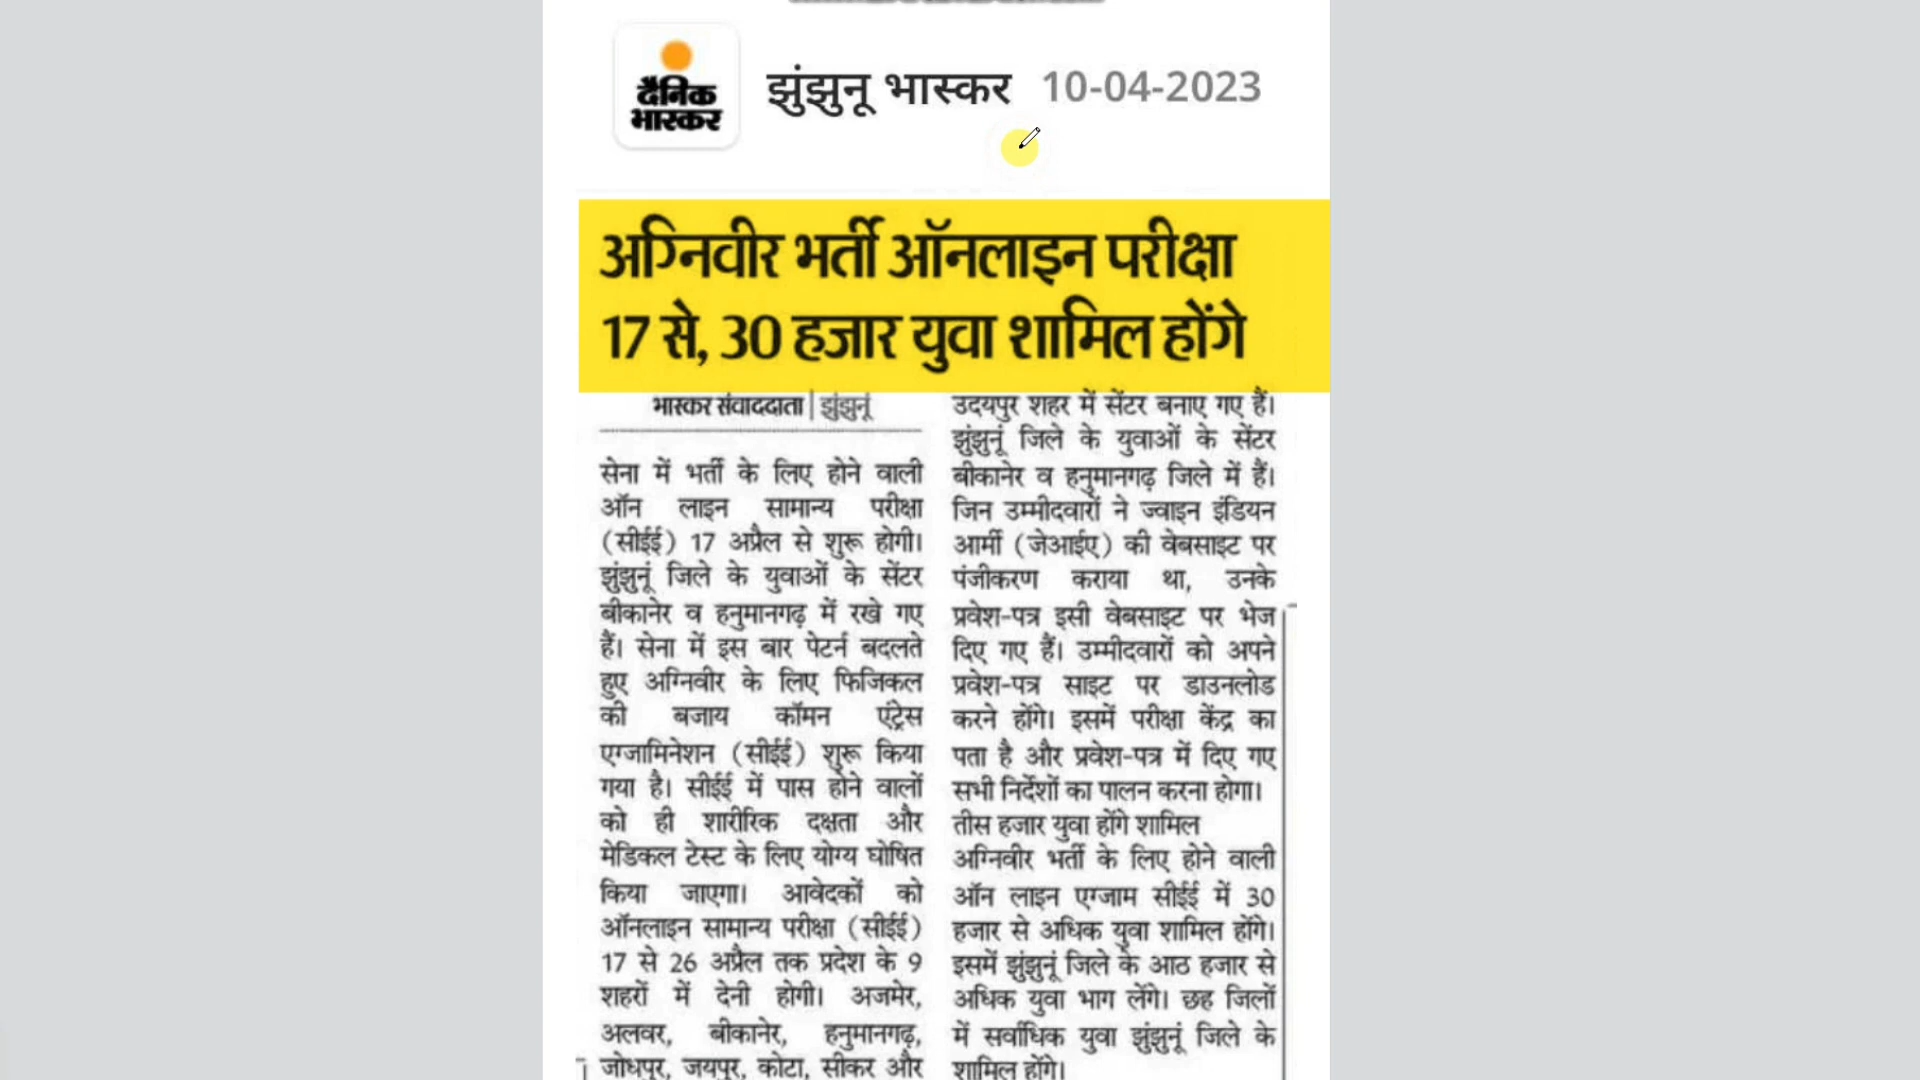 दैनिक
भास्कर
झुंझुनू भास्कर 10-04-2023
अग्निवीर भर्ती ऑनलाइन परीक्षा
17 से, 30 हजार युवा शामिल होंगे
भास्कर संवाददाता | झुंझुनूं
सेना में भर्ती के लिए होने वाली
ऑन लाइन सामान्य परीक्षा
(सीईई) 17 अप्रैल से शुरू होगी।
झुंझुनूं जिले के युवाओं के सेंटर
बीकानेर व हनुमानगढ़ में रखे गए
हैं। सेना में इस बार पेटर्न बदलते
हुए अग्निवीर के लिए फिजिकल
की बजाय कॉमन एंट्रेस
एग्जामिनेशन (सीईई) शुरू किया
गया है। सीईई में पास होने वालों
को ही शारीरिक दक्षता और
मेडिकल टेस्ट के लिए योग्य घोषित
किया जाएगा। आवेदकों को
ऑनलाइन सामान्य परीक्षा (सीईई)
17 से 26 अप्रैल तक प्रदेश के 9
शहरों में देनी होगी। अजमेर,
अलवर, बीकानेर, हनुमानगढ़,
जोधपुर, जयपुर, कोटा, सीकर और
उदयपुर शहर में सेंटर बनाए गए हैं।
झुंझुनूं जिले के युवाओं के सेंटर
बीकानेर व हनुमानगढ़ जिले में हैं।
जिन उम्मीदवारों ने ज्वाइन इंडियन
आर्मी (जेआईए) की वेबसाइट पर
पंजीकरण कराया था, उनके
प्रवेश-पत्र इसी वेबसाइट पर भेज
दिए गए हैं। उम्मीदवारों को अपने
प्रवेश-पत्र साइट पर डाउनलोड
करने होंगे। इसमें परीक्षा केंद्र का
पता है और प्रवेश-पत्र में दिए गए
सभी निर्देशों का पालन करना होगा।
तीस हजार युवा होंगे शामिल
अग्निवीर भर्ती के लिए होने वाली
ऑन लाइन एग्जाम सीईई में 30
हजार से अधिक युवा शामिल होंगे।
इसमें झुंझुनूं जिले के आठ हजार से
अधिक युवा भाग लेंगे। छह जिलों
में सर्वाधिक युवा झुंझुनूं जिले के
शामिल होंगे।